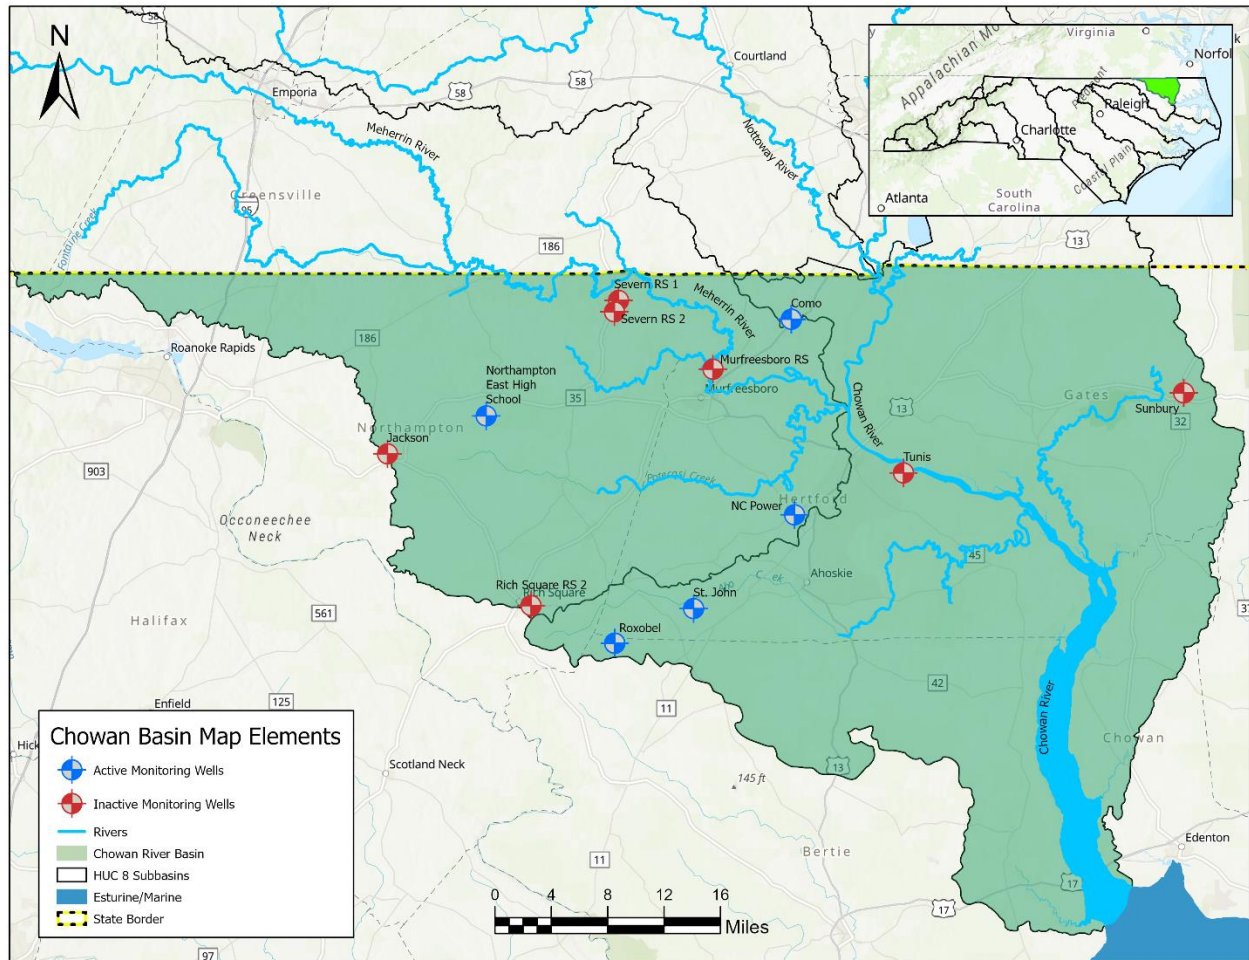 N
58
58
58
Emporia
Courtland
Meherrin River
Nottoway River
Greensville
95
Fontaine Creek
186
13
Virginia
Norfol
Appalachian Mo
Piedmont
Raleigh
Charlotte
Coastal Plain
Atlanta
South
Carolina
Severn RS 1
Severn RS 2
Meherrin River
Como
186
Roanoke Rapids
Northampton
East High
School
35
Murfreesboro RS
Murfreesboro
Chowan River
13
Gates
Sunbury
32
Northampton
Jackson
903
Potecasi Creek
Tunis
Hertford
NC Power
Occoneechee
Neck
45
Ahoskie
Rich Square RS 2
Rich Square
St. John
561
Halifax
Roxobel
37
42
11
Enfield
125
Chowan River
Chowan
Hick
Scotland Neck
13
145 ft
Edenton
11
Bertie
17
17
97
Chowan Basin Map Elements
Active Monitoring Wells
Inactive Monitoring Wells
Rivers
Chowan River Basin
HUC 8 Subbasins
Esturine/Marine
State Border
0 4 8 12 16
Miles